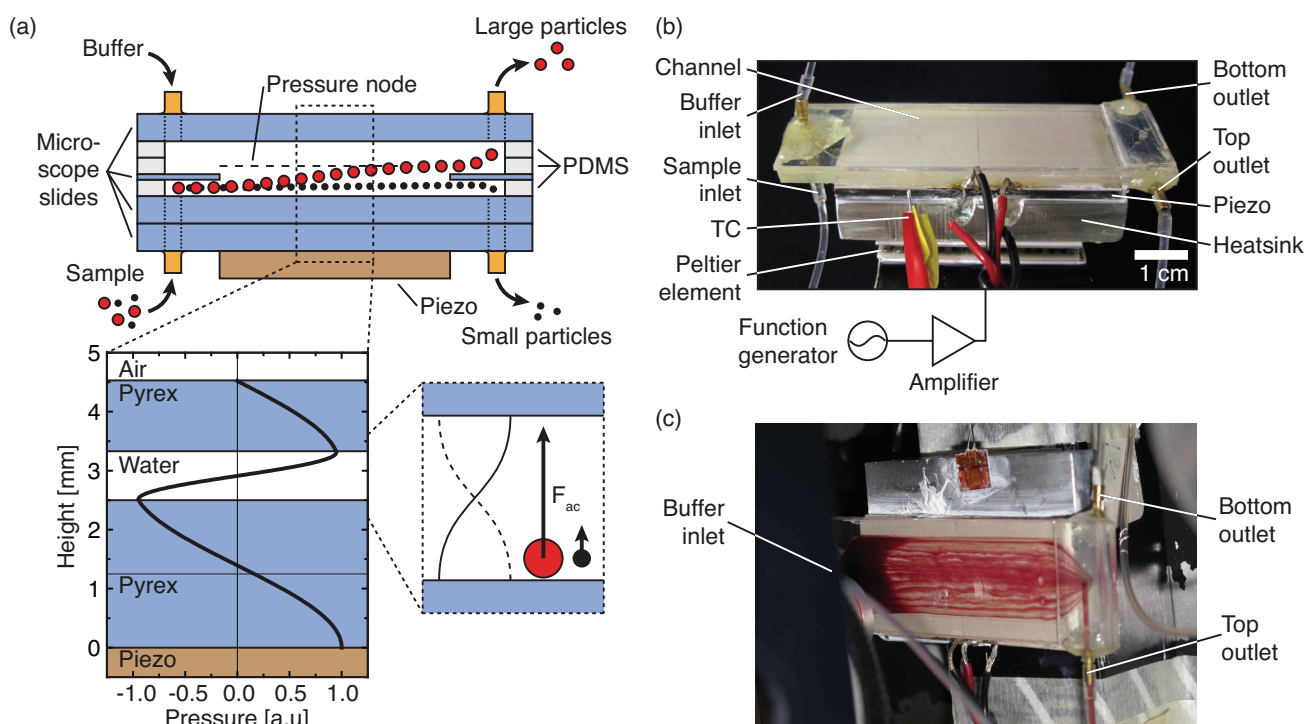 (a)
Buffer
Large particles
Pressure node
Micro-
scope
slides
PDMS
Sample
Piezo
Small particles
5
4
3
2
1
0
Height [mm]
Air
Pyrex
Water
Pyrex
Piezo
-1.0
-0.5
0.0
0.5
1.0
Pressure [a.u]
Fac
(b)
Channel
Buffer
inlet
Sample
inlet
TC
Peltier
element
Bottom
outlet
Top
outlet
Piezo
Heatsink
1 cm
Function
generator
Amplifier
(c)
Buffer
inlet
Bottom
outlet
Top
outlet